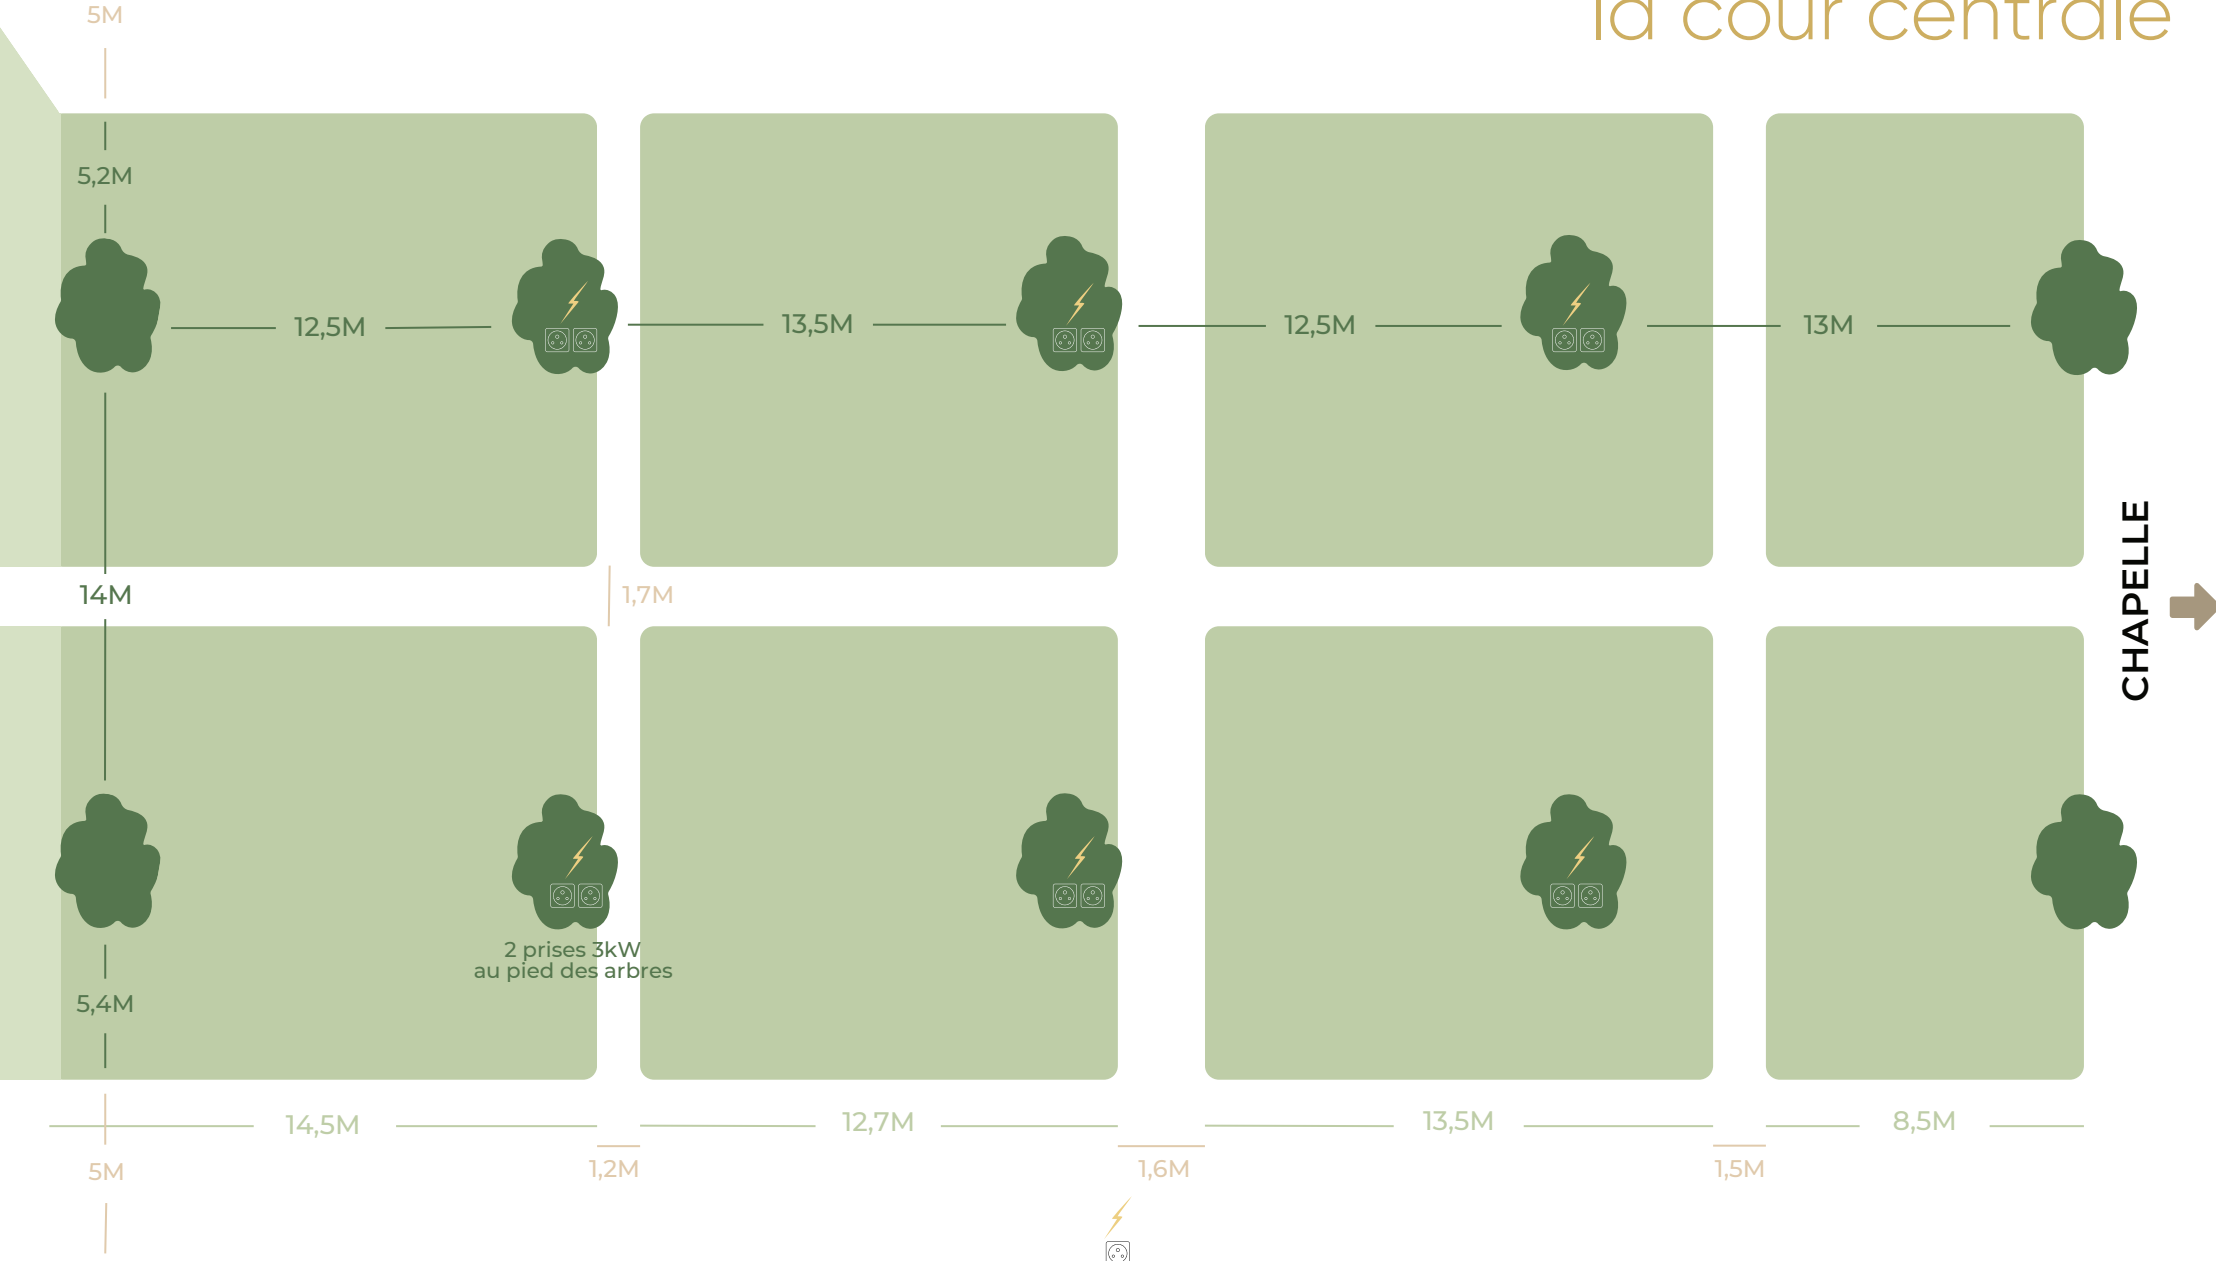 la cour centrale
5M
5,2M
12,5M
13,5M
12,5M
13M
14M
1,7M
CHAPELLE
2 prises 3kW
au pied des arbres
5,4M
14,5M
12,7M
13,5M
8,5M
5M
1,2M
1,6M
1,5M